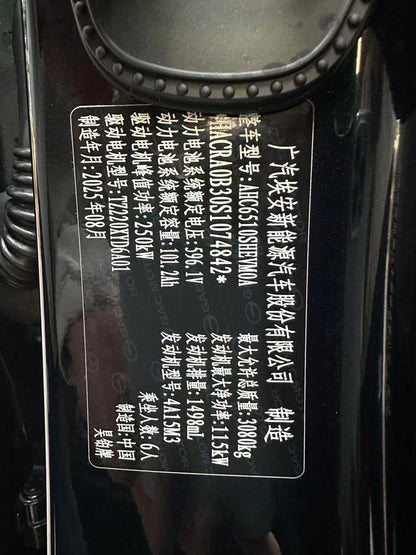 广汽埃安新能源汽车股份有限公司 制造
整车型号:AHC6510SHEVM0A 最大允许总质量:3080kg
ACRA0B30S1074842* 发动机最大净功率:115kW
动力电池系统额定电压:596.1V 发动机排量:1498mL
动力电池系统额定容量:101.2Ah 发动机型号:4A15M3
驱动电机峰值功率:250kW 乘坐人数:6人
驱动电机型号:TZ220XYDGA01 制造国:中国
制造年月:2025年08月 昊铂牌